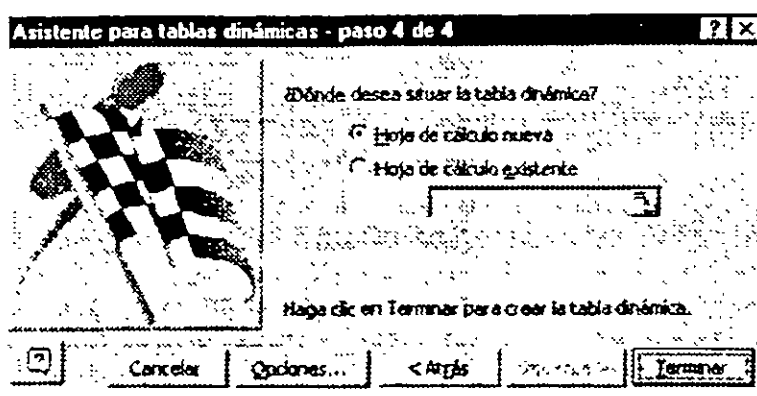 Asistente para tablas dinámicas - paso 4 de 4
¿Dónde desea situar la tabla dinámica?
Hoja de cálculo nueva
Hoja de cálculo existente
Haga clic en Terminar para crear la tabla dinámica.
Cancelar Opciones... < Atrás Terminar